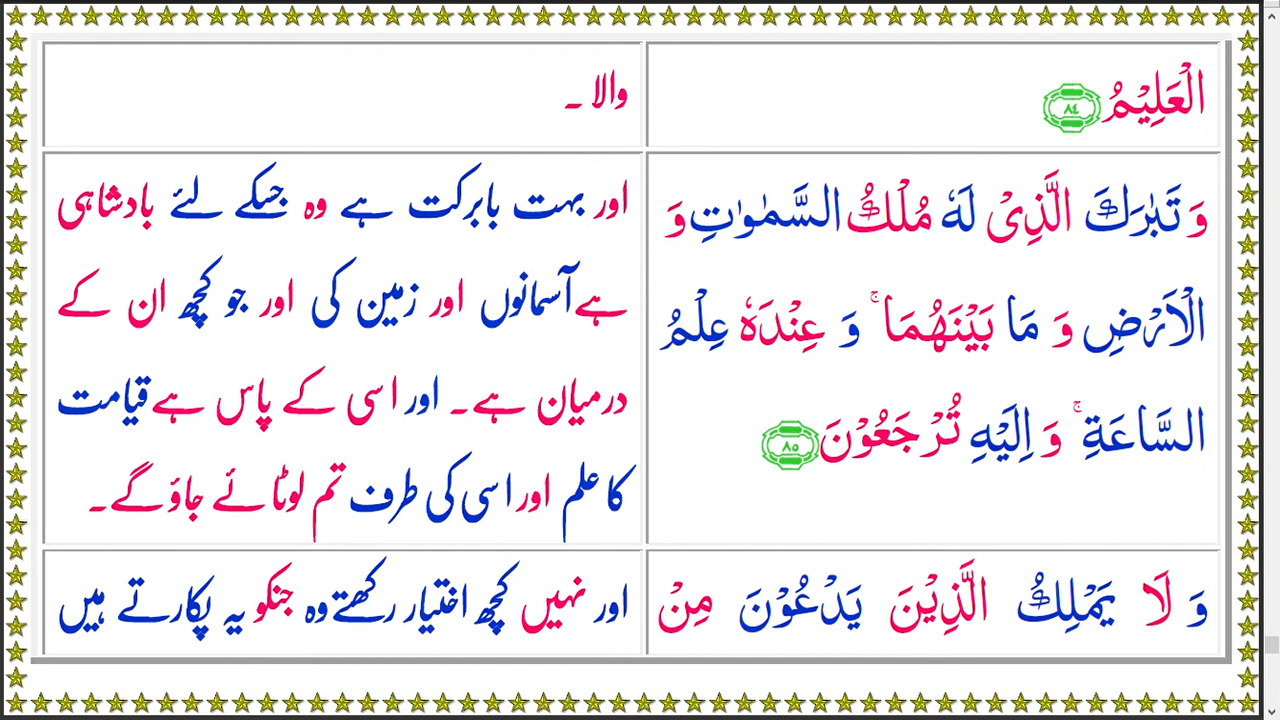 الْعَلِيْمُ ٨٤
والا ۔
وَ تَبٰرَكَ الَّذِىْ لَهٗ مُلْكُ السَّمٰوٰتِ وَ
الْاَرْضِ وَ مَا بَيْنَهُمَا ۚ وَ عِنْدَهٗ عِلْمُ
السَّاعَةِ ۚ وَ اِلَيْهِ تُرْجَعُوْنَ ٨٥
اور بہت بابرکت ہے وہ جسکے لئے بادشاہی
ہے آسمانوں اور زمین کی اور جو کچھ ان کے
درمیان ہے۔ اور اسی کے پاس ہے قیامت
کا علم اور اسی کی طرف تم لوٹائے جاؤ گے۔
وَ لَا يَمْلِكُ الَّذِيْنَ يَدْعُوْنَ مِنْ
اور نہیں کچھ اختیار رکھتے وہ جنکو یہ پکارتے ہیں